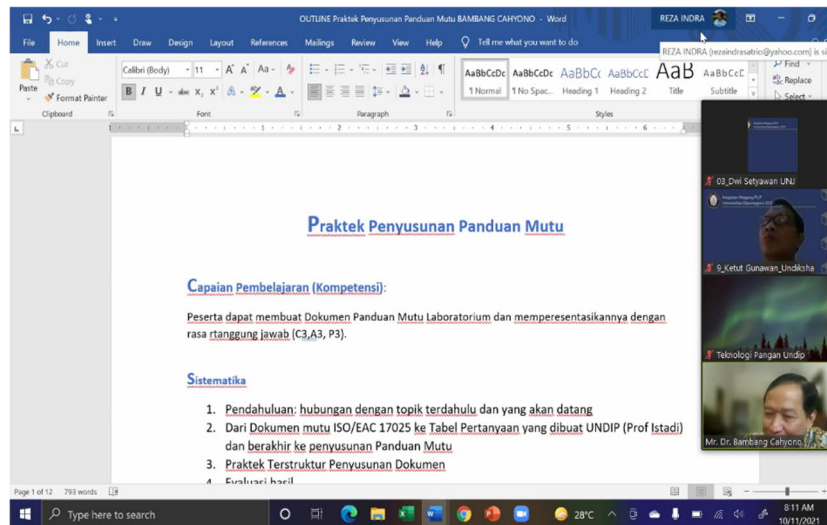 OUTLINE Praktek Penyusunan Panduan Mutu BAMBANG CAHYONO - Word
REZA INDRA
File Home Insert Draw Design Layout References Mailings Review View Help Tell me what you want to do
REZA INDRA (rezaindrasatrio@yahoo.com) is si
Cut
Copy
Paste
Format Painter
Clipboard
Calibri (Body) 11
Font
Paragraph
AaBbCcDc AaBbCcDc AaBbCc AaBbCcC AaB AaBbCcC
¶ Normal ¶ No Spac... Heading 1 Heading 2 Title Subtitle
Styles
Find
Replace
Select
Praktek Penyusunan Panduan Mutu
Capaian Pembelajaran (Kompetensi):
Peserta dapat membuat Dokumen Panduan Mutu Laboratorium dan memperesentasikannya dengan
rasa rtanggung jawab (C3,A3, P3).
Sistematika
1. Pendahuluan: hubungan dengan topik terdahulu dan yang akan datang
2. Dari Dokumen mutu ISO/EAC 17025 ke Tabel Pertanyaan yang dibuat UNDIP (Prof Istadi)
dan berakhir ke penyusunan Panduan Mutu
3. Praktek Terstruktur Penyusunan Dokumen
4. Evaluasi hasil
03_Dwi Setyawan UNJ
9_Ketut Gunawan_Undiksha
Teknologi Pangan Undip
Mr. Dr. Bambang Cahyono
Page 1 of 12 793 words
Type here to search
28°C
8:11 AM
10/11/2021